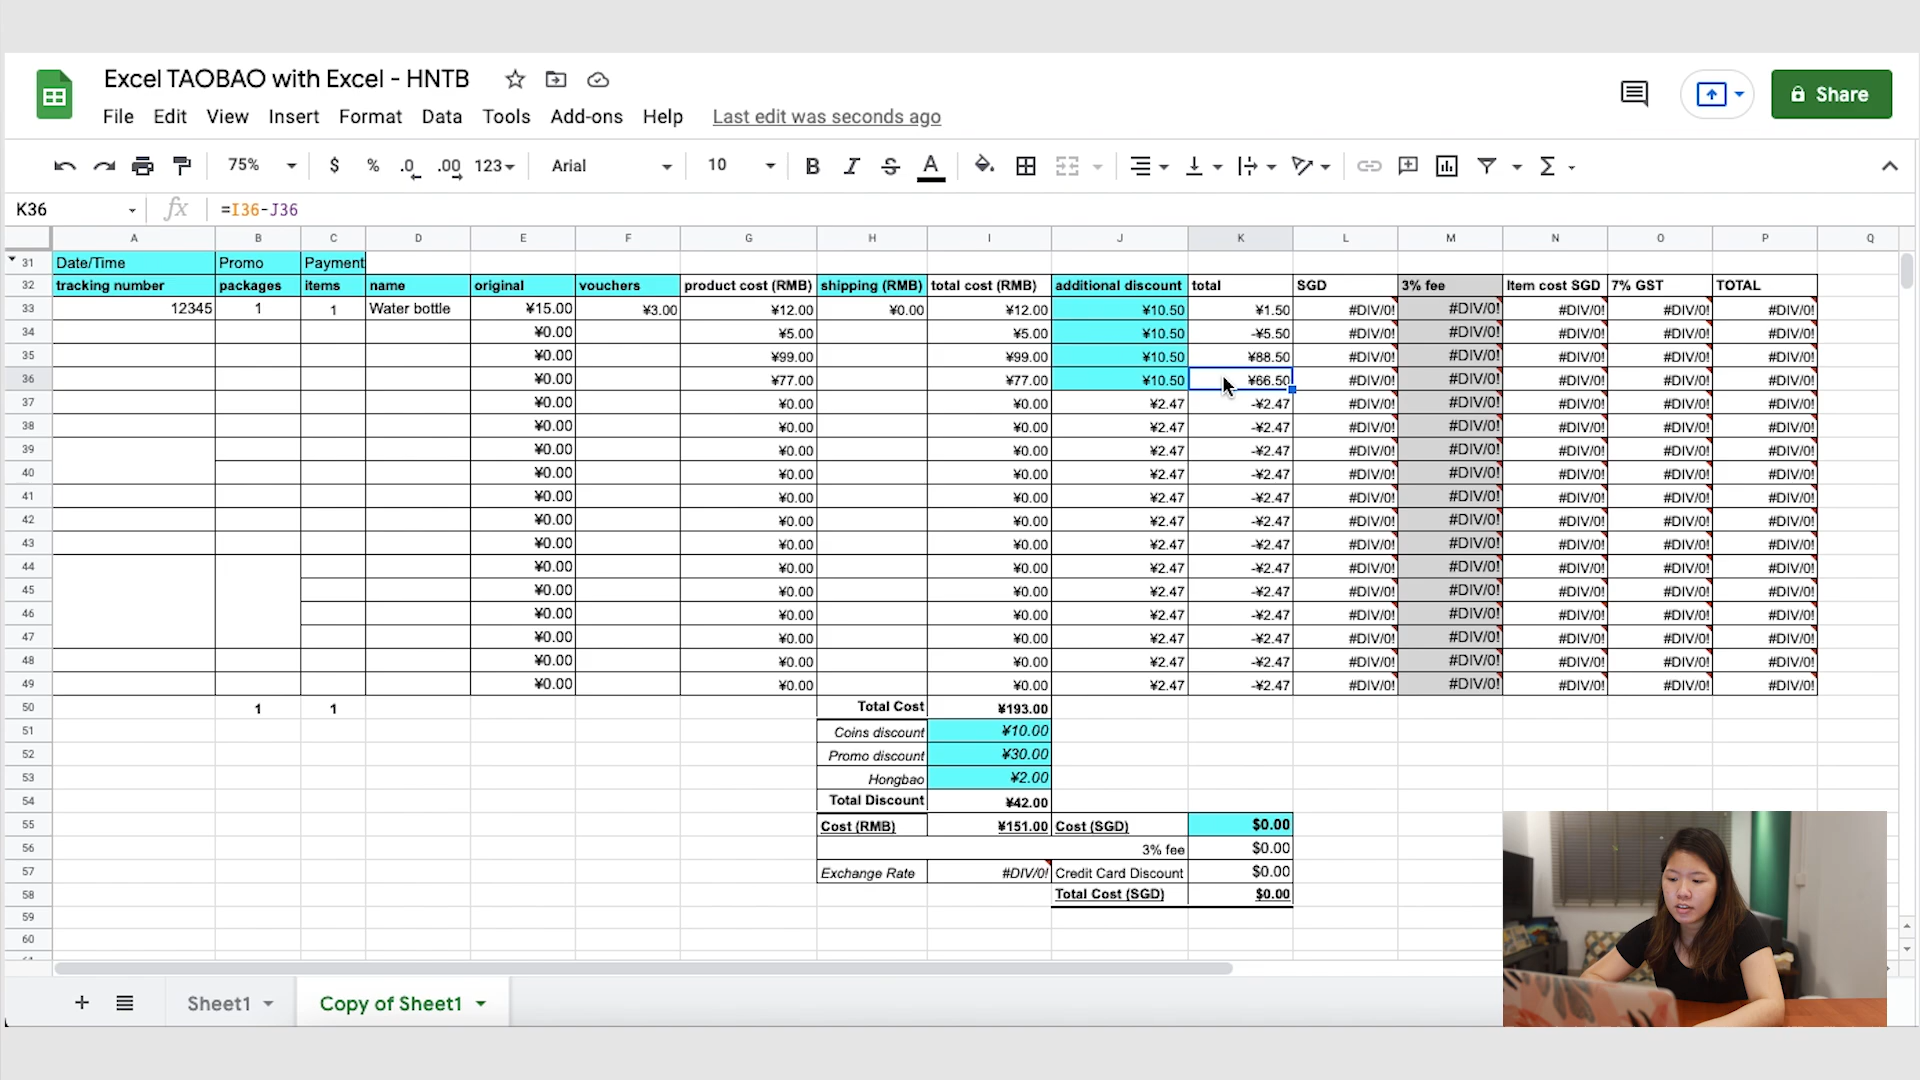 Excel TAOBAO with Excel - HNTB
File Edit View Insert Format Data Tools Add-ons Help Last edit was seconds ago
Share
75% $ % .0 .00 123 Arial 10 B I S A Σ
K36 fx =I36-J36
A B C D E F G H I J K L M N O P Q
31 Date/Time Promo Payment
32 tracking number packages items name original vouchers product cost (RMB) shipping (RMB) total cost (RMB) additional discount total SGD 3% fee Item cost SGD 7% GST TOTAL
33 12345 1 1 Water bottle ¥15.00 ¥3.00 ¥12.00 ¥0.00 ¥12.00 ¥10.50 ¥1.50 #DIV/0! #DIV/0! #DIV/0! #DIV/0! #DIV/0!
34 ¥0.00 ¥5.00 ¥5.00 ¥10.50 -¥5.50 #DIV/0! #DIV/0! #DIV/0! #DIV/0! #DIV/0!
35 ¥0.00 ¥99.00 ¥99.00 ¥10.50 ¥88.50 #DIV/0! #DIV/0! #DIV/0! #DIV/0! #DIV/0!
36 ¥0.00 ¥77.00 ¥77.00 ¥10.50 ¥66.50 #DIV/0! #DIV/0! #DIV/0! #DIV/0! #DIV/0!
37 ¥0.00 ¥0.00 ¥0.00 ¥2.47 -¥2.47 #DIV/0! #DIV/0! #DIV/0! #DIV/0! #DIV/0!
38 ¥0.00 ¥0.00 ¥0.00 ¥2.47 -¥2.47 #DIV/0! #DIV/0! #DIV/0! #DIV/0! #DIV/0!
39 ¥0.00 ¥0.00 ¥0.00 ¥2.47 -¥2.47 #DIV/0! #DIV/0! #DIV/0! #DIV/0! #DIV/0!
40 ¥0.00 ¥0.00 ¥0.00 ¥2.47 -¥2.47 #DIV/0! #DIV/0! #DIV/0! #DIV/0! #DIV/0!
41 ¥0.00 ¥0.00 ¥0.00 ¥2.47 -¥2.47 #DIV/0! #DIV/0! #DIV/0! #DIV/0! #DIV/0!
42 ¥0.00 ¥0.00 ¥0.00 ¥2.47 -¥2.47 #DIV/0! #DIV/0! #DIV/0! #DIV/0! #DIV/0!
43 ¥0.00 ¥0.00 ¥0.00 ¥2.47 -¥2.47 #DIV/0! #DIV/0! #DIV/0! #DIV/0! #DIV/0!
44 ¥0.00 ¥0.00 ¥0.00 ¥2.47 -¥2.47 #DIV/0! #DIV/0! #DIV/0! #DIV/0! #DIV/0!
45 ¥0.00 ¥0.00 ¥0.00 ¥2.47 -¥2.47 #DIV/0! #DIV/0! #DIV/0! #DIV/0! #DIV/0!
46 ¥0.00 ¥0.00 ¥0.00 ¥2.47 -¥2.47 #DIV/0! #DIV/0! #DIV/0! #DIV/0! #DIV/0!
47 ¥0.00 ¥0.00 ¥0.00 ¥2.47 -¥2.47 #DIV/0! #DIV/0! #DIV/0! #DIV/0! #DIV/0!
48 ¥0.00 ¥0.00 ¥0.00 ¥2.47 -¥2.47 #DIV/0! #DIV/0! #DIV/0! #DIV/0! #DIV/0!
49 ¥0.00 ¥0.00 ¥0.00 ¥2.47 -¥2.47 #DIV/0! #DIV/0! #DIV/0! #DIV/0! #DIV/0!
50 1 1 Total Cost ¥193.00
51 Coins discount ¥10.00
52 Promo discount ¥30.00
53 Hongbao ¥2.00
54 Total Discount ¥42.00
55 Cost (RMB) ¥151.00 Cost (SGD) $0.00
56 3% fee $0.00
57 Exchange Rate #DIV/0! Credit Card Discount $0.00
58 Total Cost (SGD) $0.00
59
60
Sheet1 Copy of Sheet1